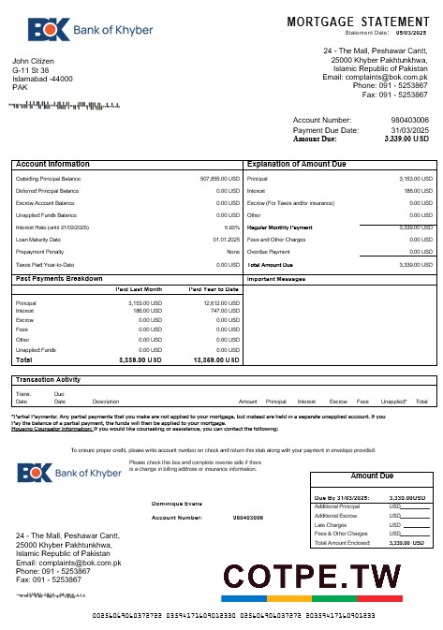 BOK Bank of Khyber
MORTGAGE STATEMENT
Statement Date: 05/03/2025
John Citizen
G-11 St 38
Islamabad -44000
PAK
24 - The Mall, Peshawar Cantt,
25000 Khyber Pakhtunkhwa,
Islamic Republic of Pakistan
Email: complaints@bok.com.pk
Phone: 091 - 5253867
Fax: 091 - 5253867
Account Number: 980403006
Payment Due Date: 31/03/2025
Amount Due: 3,339.00 USD
Account Information
Outsiding Principal Balance 507,855.00 USD
Deferred Principal Balance 0.00 USD
Escrow Account Balance 0.00 USD
Unapplied Funds Balance 0.00 USD
Interest Rate (until 31/03/2025)
Loan Maturity Date 01.01.2025
Prepayment Penalty None
Taxes Paid Year-to-Date 0.00 USD
Explanation of Amount Due
Principal 3,153.00 USD
Interest 186.00 USD
Escrow (For Taxes and/or insurance) 0.00 USD
Other 0.00 USD
Regular Monthly Payment 3,339.00 USD
Fees and Other Charges 0.00 USD
Overdue Payment 0.00 USD
Total Amount Due 3,339.00 USD
Past Payments Breakdown
Paid Last Month Paid Year to Date
Principal 3,153.00 USD 12,612.00 USD
Interest 186.00 USD 747.00 USD
Escrow 0.00 USD 0.00 USD
Fees 0.00 USD 0.00 USD
Other 0.00 USD 0.00 USD
Unapplied Funds 0.00 USD 0.00 USD
Total 3,339.00 USD 13,359.00 USD
Important Messages
Transaction Activity
Trans. Date Due Date Description Amount Principal Interest Escrow Fees Unapplied* Total
*Partial Payments: Any partial payments that you make are not applied to your mortgage, but instead are held in a separate unapplied account. If you
Pay the balance of a partial payment, the funds will then be applied to your mortgage.
Housing Counselor Information: If you would like counseling or assistance, you can contact the following:
To ensure proper credit, please write account number on check and return this stub along with your payment in envelope provided.
BOK Bank of Khyber
Please check this box and complete reverse side if there
is a change in billing address or insurance information.
Dominique Evans
Account Number: 980403006
Amount Due
Due By 31/03/2025: 3,339.00USD
Additional Principal USD
Additional Escrow USD
Late Charges USD
Fees & Other Charges USD
Total Amount Enclosed 3,339.00 USD
24 - The Mall, Peshawar Cantt,
25000 Khyber Pakhtunkhwa,
Islamic Republic of Pakistan
Email: complaints@bok.com.pk
Phone: 091 - 5253867
Fax: 091 - 5253867
COTPE.TW